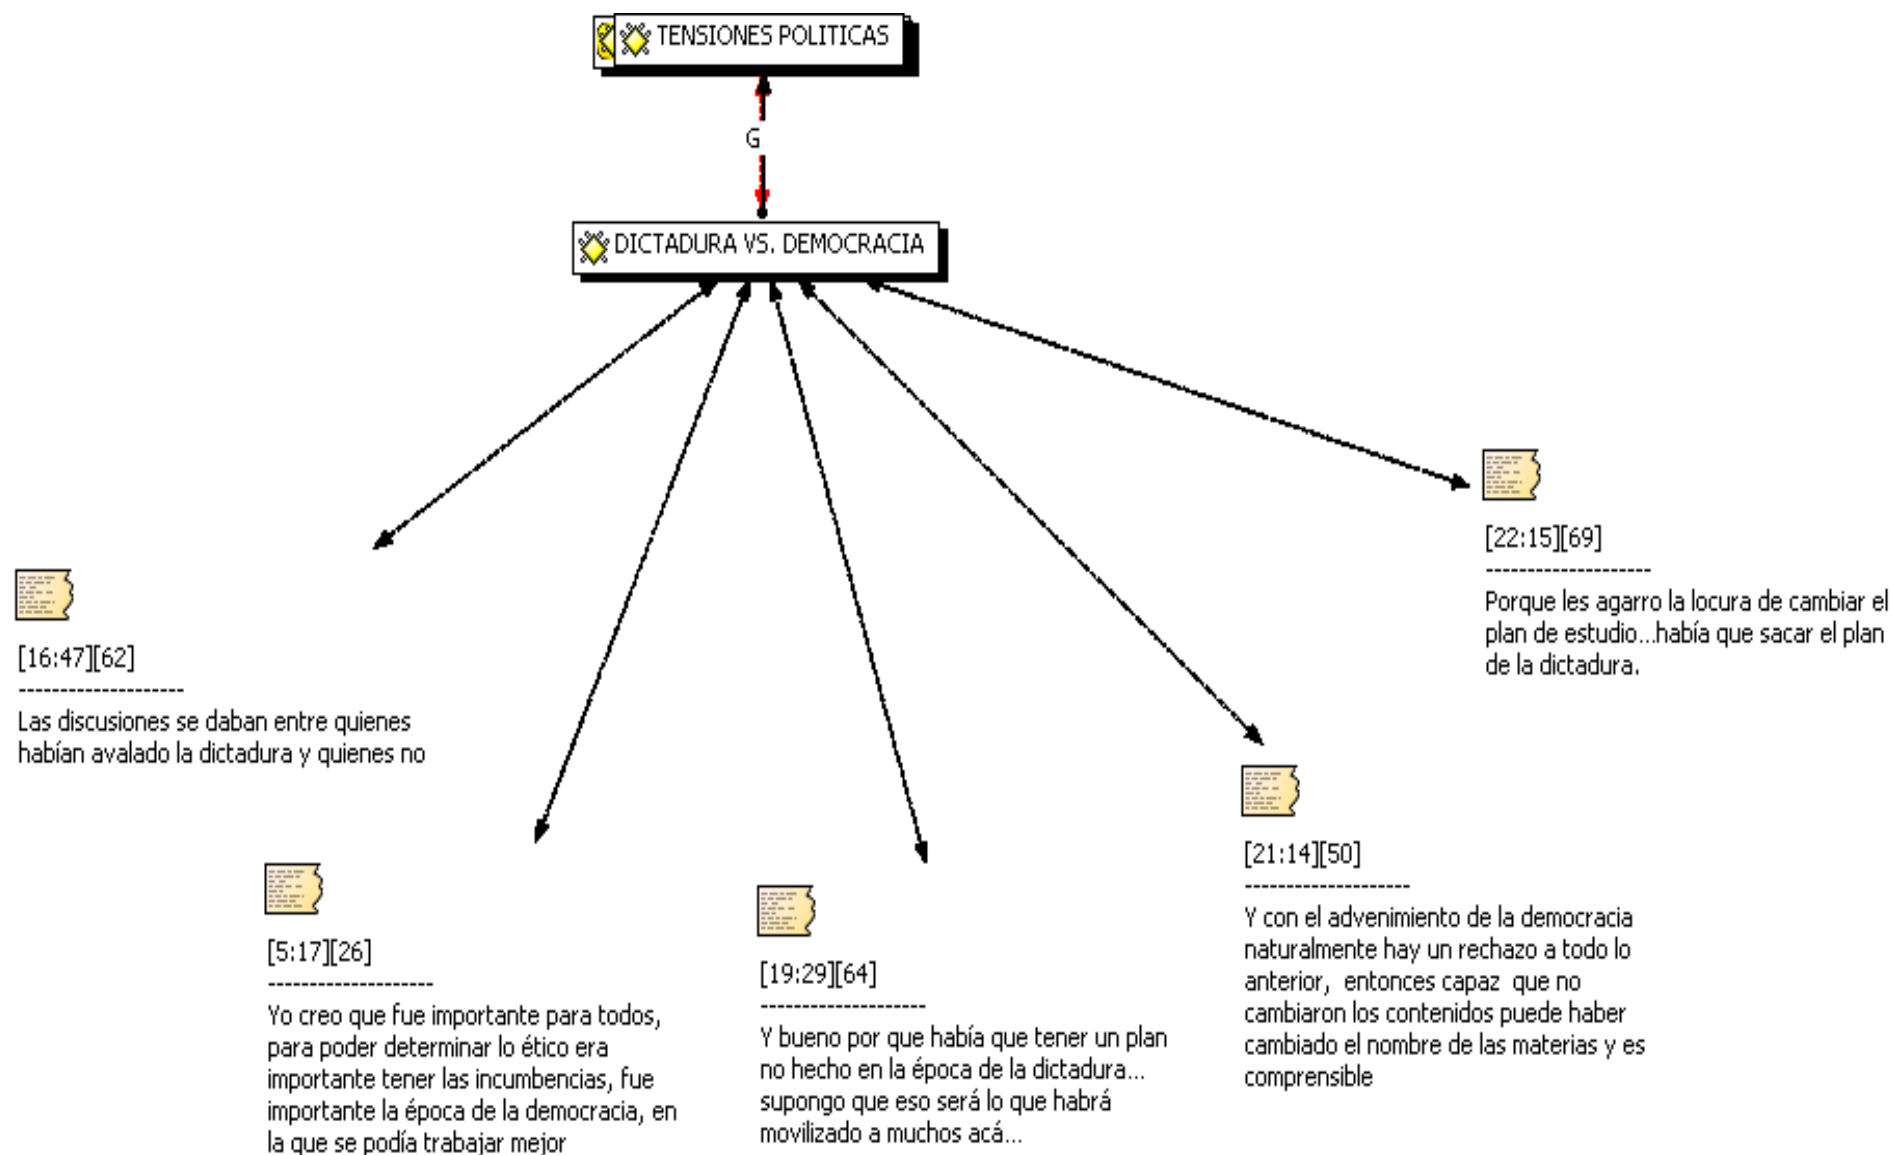 TENSIONES POLITICAS
G
DICTADURA VS. DEMOCRACIA
[16:47][62]
--------------------
Las discusiones se daban entre quienes
habían avalado la dictadura y quienes no
[5:17][26]
--------------------
Yo creo que fue importante para todos,
para poder determinar lo ético era
importante tener las incumbencias, fue
importante la época de la democracia, en
la que se podía trabajar mejor
[19:29][64]
--------------------
Y bueno por que había que tener un plan
no hecho en la época de la dictadura...
supongo que eso será lo que habrá
movilizado a muchos acá...
[21:14][50]
--------------------
Y con el advenimiento de la democracia
naturalmente hay un rechazo a todo lo
anterior,  entonces capaz  que no
cambiaron los contenidos puede haber
cambiado el nombre de las materias y es
comprensible
[22:15][69]
--------------------
Porque les agarro la locura de cambiar el
plan de estudio...había que sacar el plan
de la dictadura.